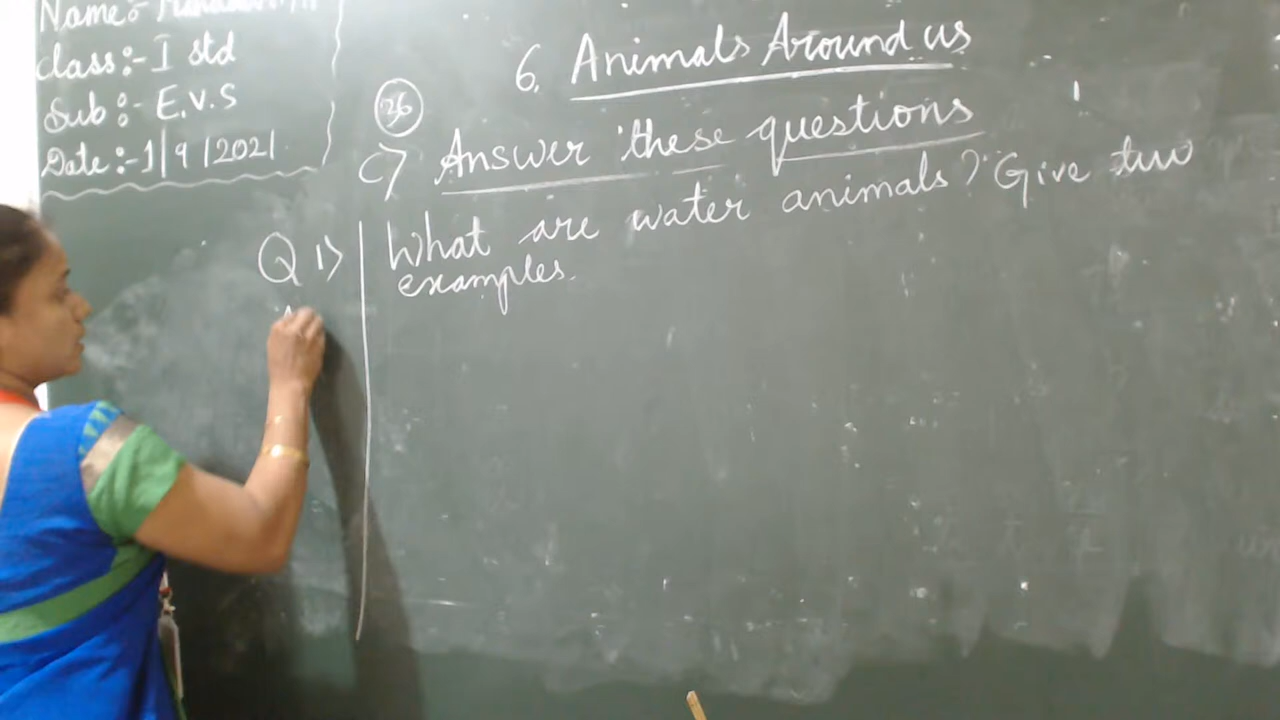 Name:-
Class:- I std
Sub:- E.V.S
Date:-1/9/2021
6. Animals Around us
26
C) Answer these questions
Q 1) What are water animals? Give two
examples.